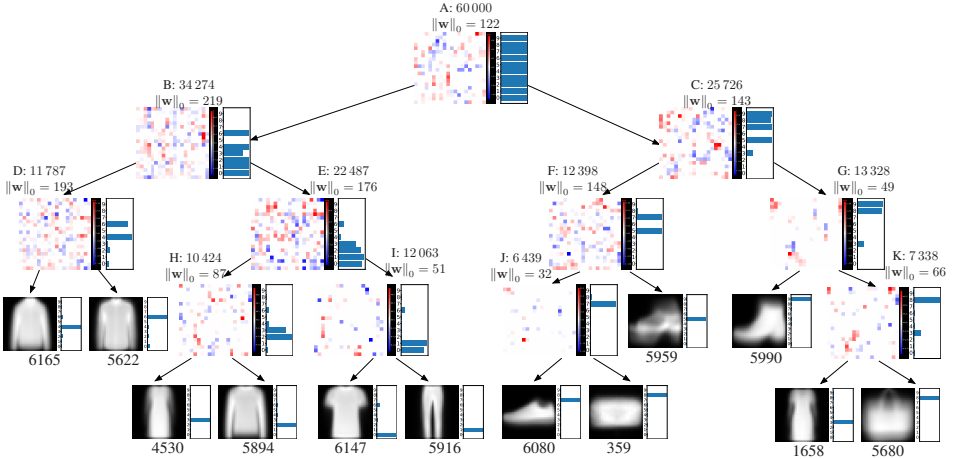 A: 60 000
‖w‖₀ = 122
B: 34 274
‖w‖₀ = 219
C: 25 726
‖w‖₀ = 143
D: 11 787
‖w‖₀ = 193
E: 22 487
‖w‖₀ = 176
F: 12 398
‖w‖₀ = 148
G: 13 328
‖w‖₀ = 49
H: 10 424
‖w‖₀ = 87
I: 12 063
‖w‖₀ = 51
J: 6 439
‖w‖₀ = 32
K: 7 338
‖w‖₀ = 66
6165
5622
5959
5990
4530
5894
6147
5916
6080
359
1658
5680